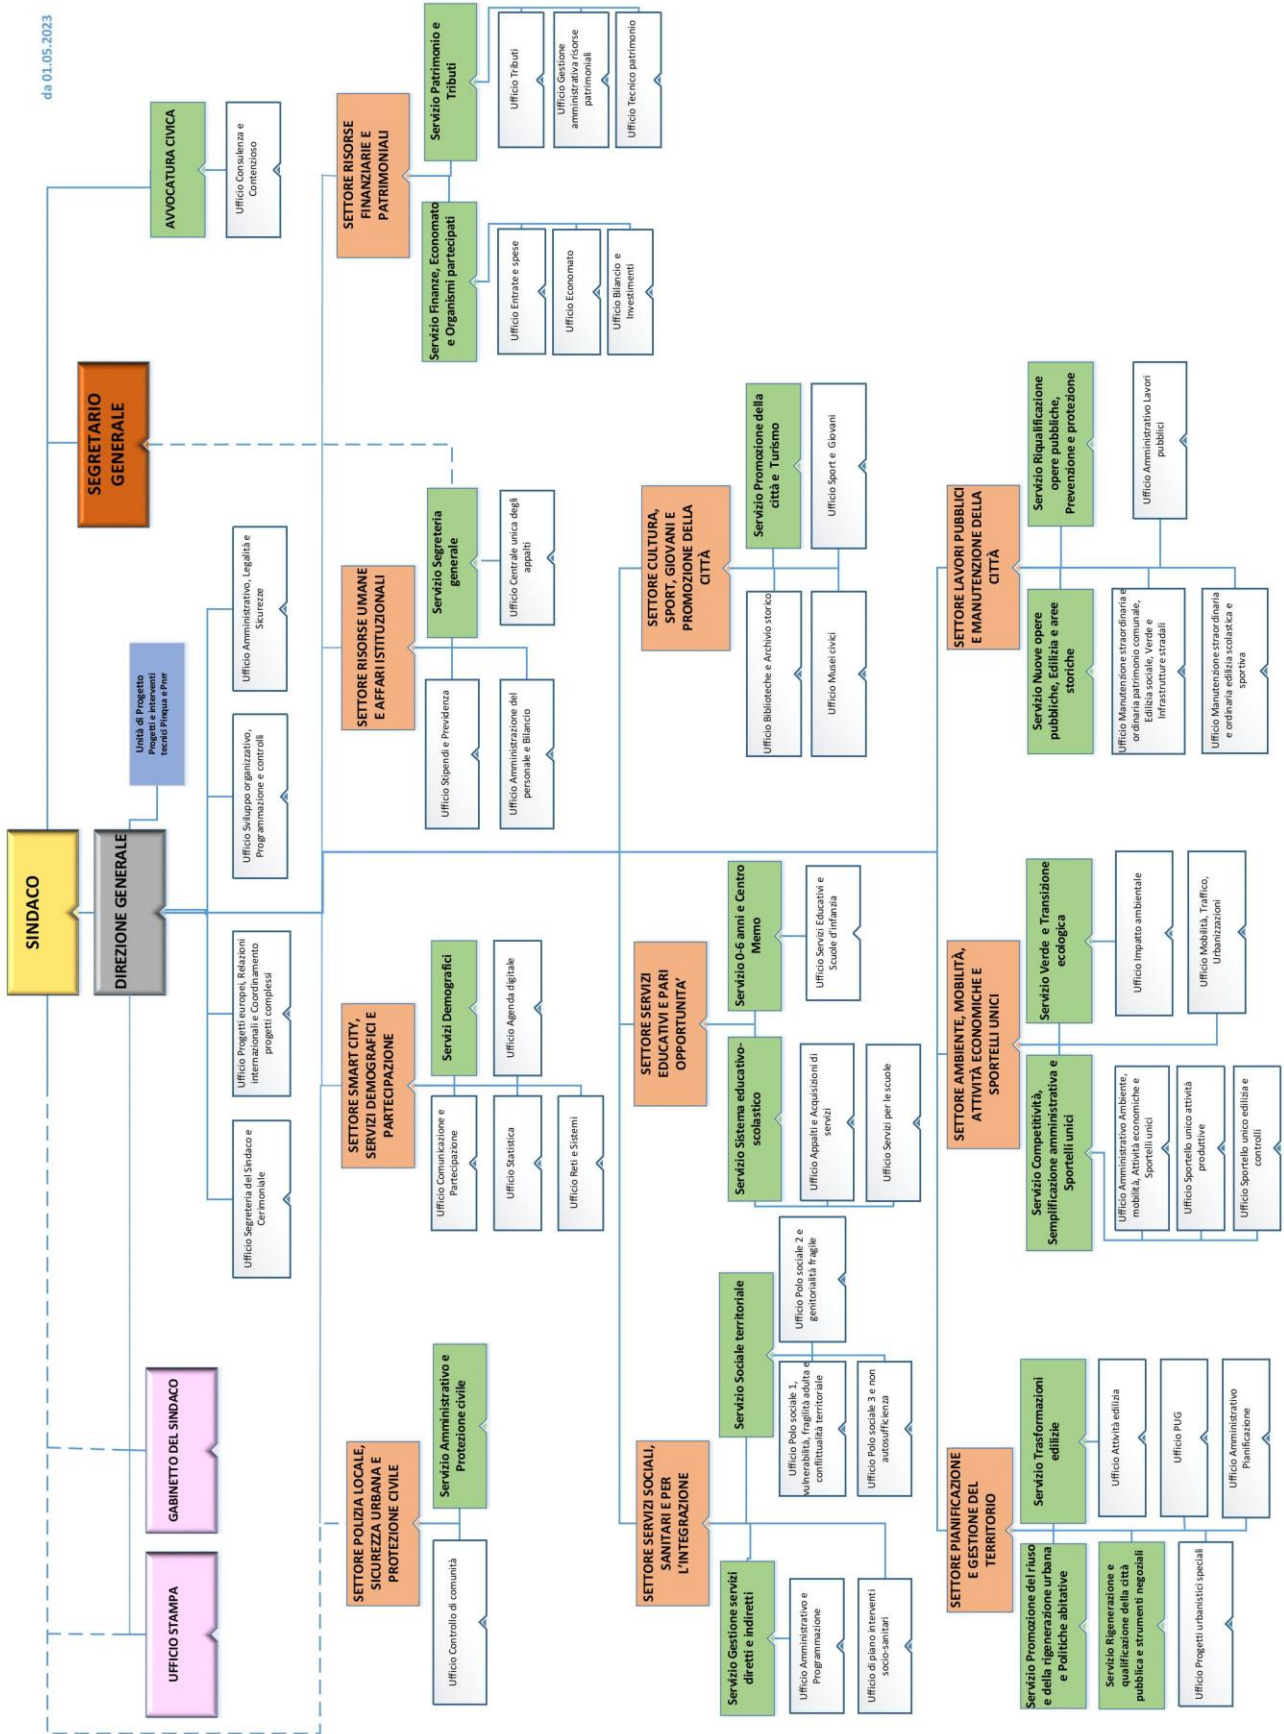 da 01.05.2023
SINDACO
DIREZIONE GENERALE
SEGRETARIO
GENERALE
AVVOCATURA CIVICA
Ufficio Consulenza e
Contenzioso
UFFICIO STAMPA
GABINETTO DEL SINDACO
Unità di Progetto
Progetti e interventi
tecnici Pinqua e Pnrr
Ufficio Segreteria del Sindaco e
Cerimoniale
Ufficio Progetti europei, Relazioni
internazionali e Coordinamento
progetti complessi
Ufficio Sviluppo organizzativo,
Programmazione e controlli
Ufficio Amministrativo, Legalità e
Sicurezze
SETTORE POLIZIA LOCALE,
SICUREZZA URBANA E
PROTEZIONE CIVILE
Servizio Amministrativo e
Protezione civile
Ufficio Controllo di comunità
SETTORE SMART CITY,
SERVIZI DEMOGRAFICI E
PARTECIPAZIONE
Servizi Demografici
Ufficio Comunicazione e
Partecipazione
Ufficio Agenda digitale
Ufficio Statistica
Ufficio Reti e Sistemi
SETTORE RISORSE UMANE
E AFFARI ISTITUZIONALI
Servizio Segreteria
generale
Ufficio Stipendi e Previdenza
Ufficio Centrale unica degli
appalti
Ufficio Amministrazione del
personale e Bilancio
SETTORE RISORSE
FINANZIARIE E
PATRIMONIALI
Servizio Finanze, Economato
e Organismi partecipati
Ufficio Entrate e spese
Ufficio Economato
Ufficio Bilancio e
Investimenti
Servizio Patrimonio e
Tributi
Ufficio Tributi
Ufficio Gestione
amministrativa risorse
patrimoniali
Ufficio Tecnico patrimonio
SETTORE SERVIZI SOCIALI,
SANITARI E PER
L’INTEGRAZIONE
Servizio Gestione servizi
diretti e indiretti
Ufficio Amministrativo e
Programmazione
Ufficio di piano interventi
socio-sanitari
Servizio Sociale territoriale
Ufficio Polo sociale 1,
vulnerabilità, fragilità adulta e
conflittualità territoriale
Ufficio Polo sociale 2 e
genitorialità fragile
Ufficio Polo sociale 3 e non
autosufficienza
SETTORE SERVIZI
EDUCATIVI E PARI
OPPORTUNITA’
Servizio Sistema educativo-
scolastico
Ufficio Appalti e Acquisizioni di
servizi
Ufficio Servizi per le scuole
Servizio 0-6 anni e Centro
Memo
Ufficio Servizi Educativi e
Scuole d'infanzia
SETTORE CULTURA,
SPORT, GIOVANI E
PROMOZIONE DELLA
CITTÀ
Servizio Promozione della
città e Turismo
Ufficio Biblioteche e Archivio storico
Ufficio Sport e Giovani
Ufficio Musei civici
SETTORE PIANIFICAZIONE
E GESTIONE DEL
TERRITORIO
Servizio Promozione del riuso
e della rigenerazione urbana
e Politiche abitative
Servizio Trasformazioni
edilizie
Ufficio Attività edilizia
Servizio Rigenerazione e
qualificazione della città
pubblica e strumenti negoziali
Ufficio PUG
Ufficio Progetti urbanistici speciali
Ufficio Amministrativo
Pianificazione
SETTORE AMBIENTE, MOBILITÀ,
ATTIVITÀ ECONOMICHE E
SPORTELLI UNICI
Servizio Competitività,
Semplificazione amministrativa e
Sportelli unici
Ufficio Amministrativo Ambiente,
mobilità, Attività economiche e
Sportelli unici
Ufficio Sportello unico attività
produttive
Ufficio Sportello unico edilizia e
controlli
Servizio Verde e Transizione
ecologica
Ufficio Impatto ambientale
Ufficio Mobilità, Traffico,
Urbanizzazioni
SETTORE LAVORI PUBBLICI
E MANUTENZIONE DELLA
CITTÀ
Servizio Nuove opere
pubbliche, Edilizia e aree
storiche
Servizio Riqualificazione
opere pubbliche,
Prevenzione e protezione
Ufficio Manutenzione straordinaria e
ordinaria patrimonio comunale,
Edilizia sociale, Verde e
Infrastrutture stradali
Ufficio Amministrativo Lavori
pubblici
Ufficio Manutenzione straordinaria
e ordinaria edilizia scolastica e
sportiva